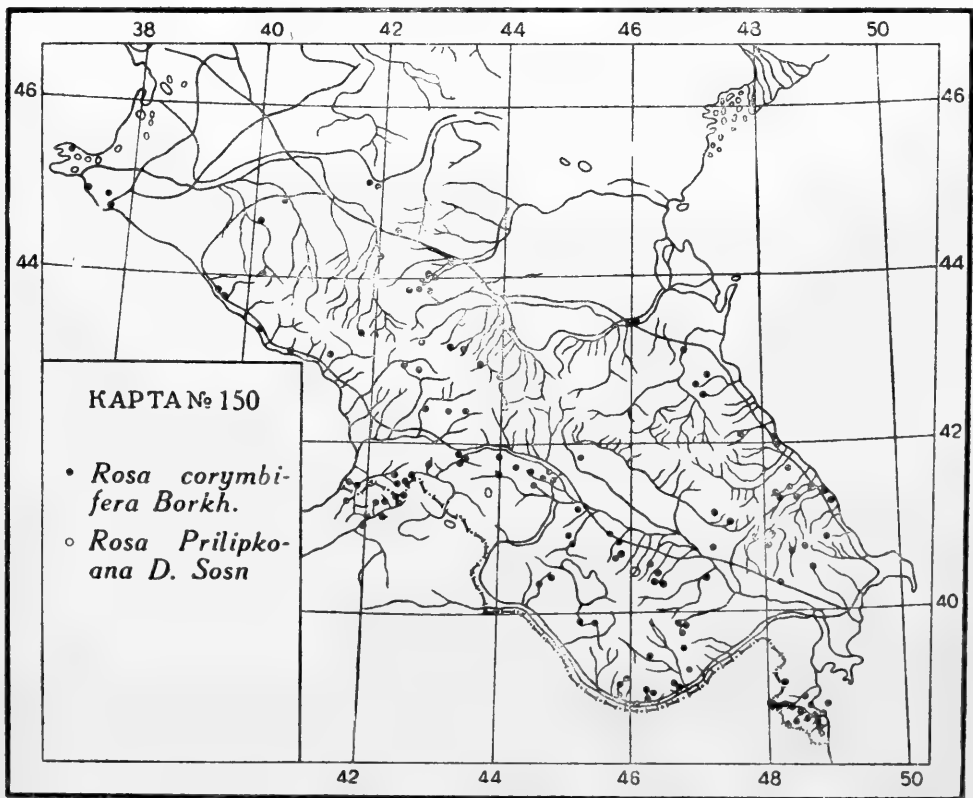 38 40 42 44 46 43 50
46 46
44 44
КАРТА № 150
42
• Rosa corymbi-
fera Borkh.
○ Rosa Prilipko-
ana D. Sosn
40
42 44 46 48 50